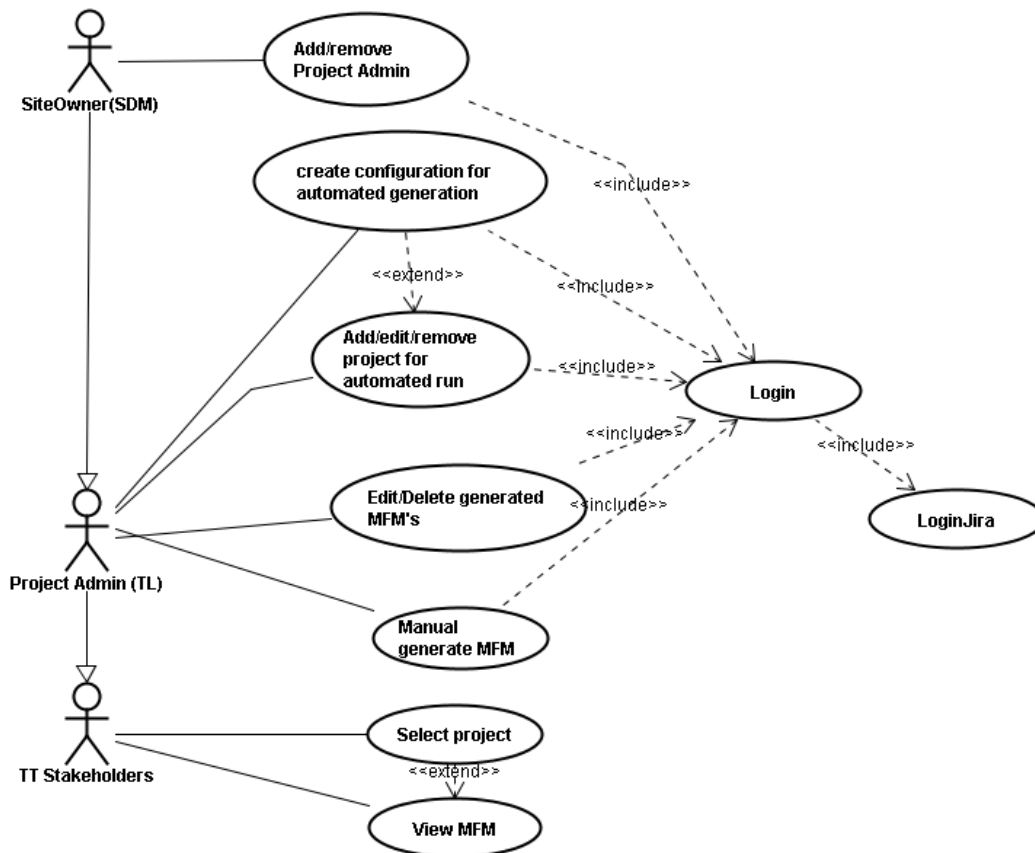 Add/remove
Project Admin
SiteOwner(SDM)
create configuration for
automated generation
<<include>>
<<extend>>
<<include>>
Add/edit/remove
project for
automated run
<<include>>
Login
<<include>>
<<include>>
Edit/Delete generated
MFM's
<<include>>
LoginJira
Project Admin (TL)
Manual
generate MFM
Select project
<<extend>>
TT Stakeholders
View MFM